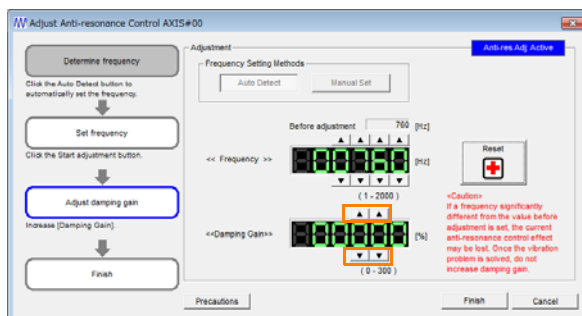 Adjust Anti-resonance Control AXIS#00
Determine frequency
Click the Auto Detect button to
automatically set the frequency.
Set frequency
Click the Start adjustment button.
Adjust damping gain
Increase [Damping Gain].
Finish
Adjustment
Anti-res Adj Active
Frequency Setting Methods
Auto Detect
Manual Set
Before adjustment 760 [Hz]
<< Frequency >> 00760 [Hz]
( 1 - 2000 )
<<Damping Gain>> 00000 [%]
( 0 - 300 )
Reset
<Caution>
If a frequency significantly
different from the value before
adjustment is set, the current
anti-resonance control effect
may be lost. Once the vibration
problem is solved, do not
increase damping gain.
Precautions
Finish
Cancel